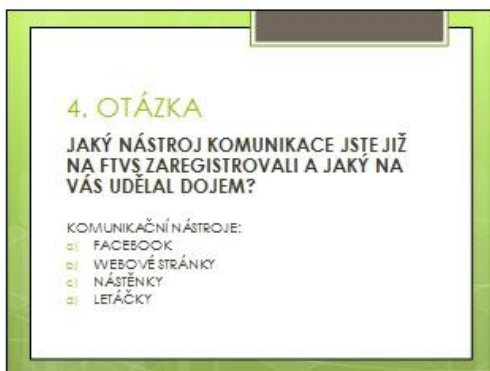 4. OTÁZKA
JAKÝ NÁSTROJ KOMUNIKACE JSTE JIŽ
NA FTVS ZAREGISTROVALI A JAKÝ NA
VÁS UDĚLAL DOJEM?
KOMUNIKAČNÍ NÁSTROJE:
a) FACEBOOK
b) WEBOVÉ STRÁNKY
c) NÁSTĚNKY
d) LETÁČKY